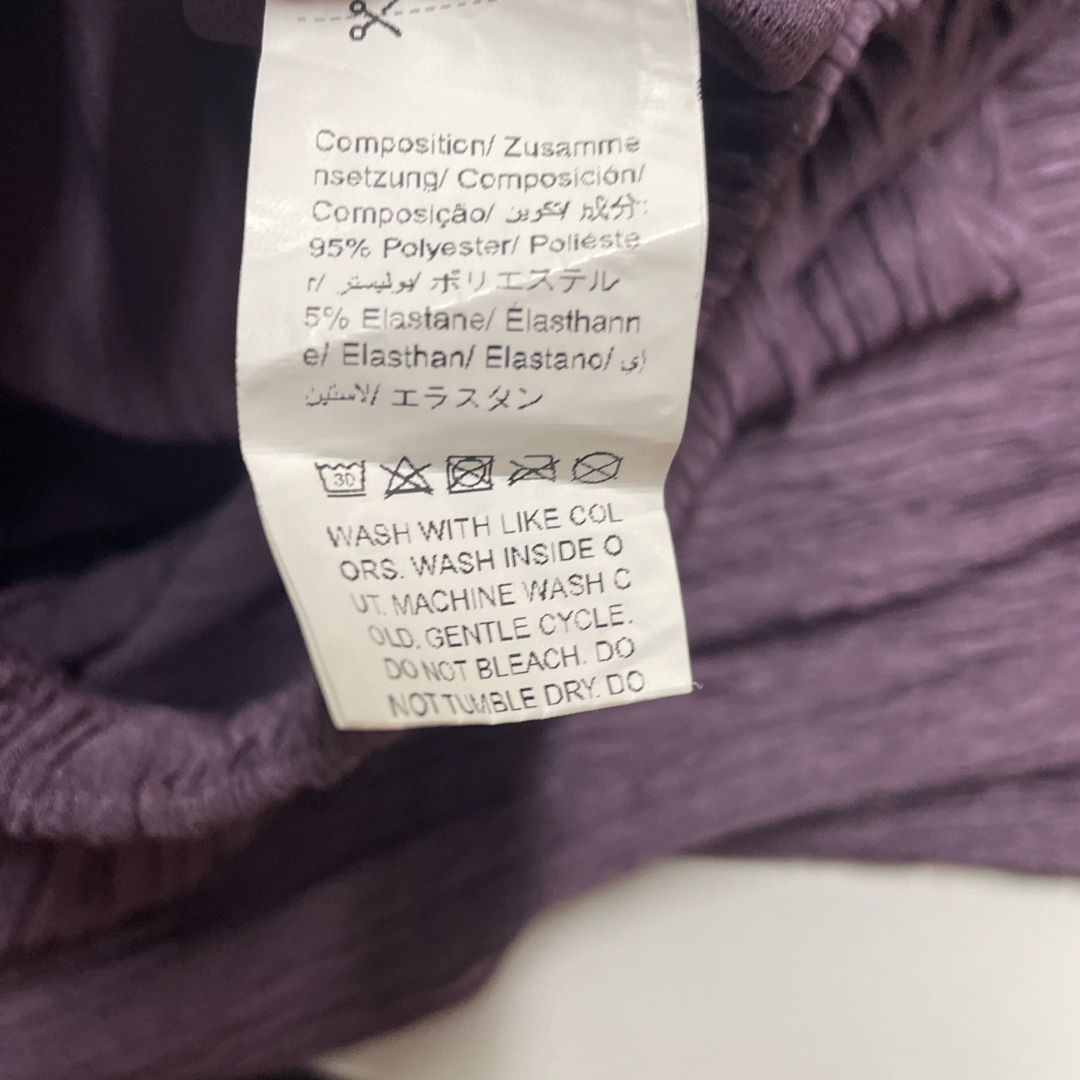 Composition/ Zusamme
nsetzung/ Composición/
Composição/ تكوين/ 成分:
95% Polyester/ Poliéste
r/ بوليستر/ ポリエステル
5% Elastane/ Élasthann
e/ Elasthan/ Elastano/ إي
لاستين/ エラスタン
30
WASH WITH LIKE COL
ORS. WASH INSIDE O
UT. MACHINE WASH C
OLD. GENTLE CYCLE.
DO NOT BLEACH. DO
NOT TUMBLE DRY. DO